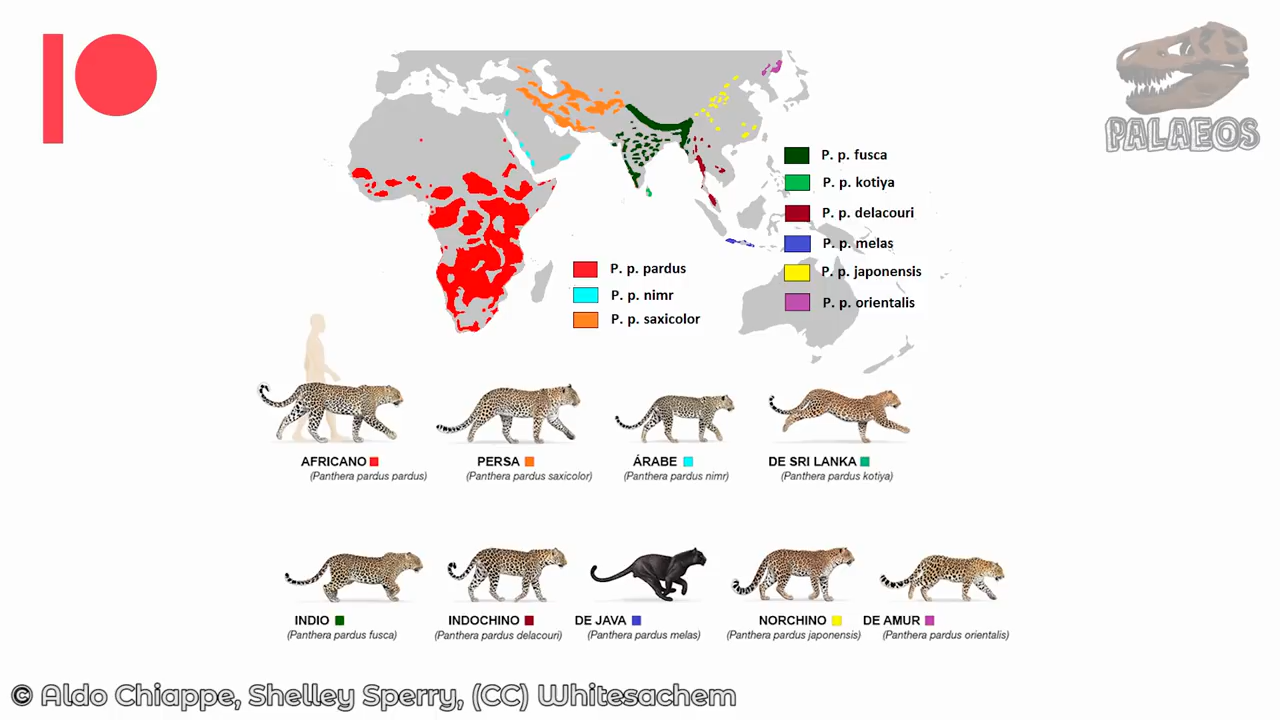 PALAEOS
P. p. fusca
P. p. kotiya
P. p. delacouri
P. p. melas
P. p. japonensis
P. p. orientalis
P. p. pardus
P. p. nimr
P. p. saxicolor
AFRICANO
(Panthera pardus pardus)
PERSA
(Panthera pardus saxicolor)
ÁRABE
(Panthera pardus nimr)
DE SRI LANKA
(Panthera pardus kotiya)
INDIO
(Panthera pardus fusca)
INDOCHINO
(Panthera pardus delacouri)
DE JAVA
(Panthera pardus melas)
NORCHINO
(Panthera pardus japonensis)
DE AMUR
(Panthera pardus orientalis)
© Aldo Chiappe, Shelley Sperry, (CC) Whitesachem